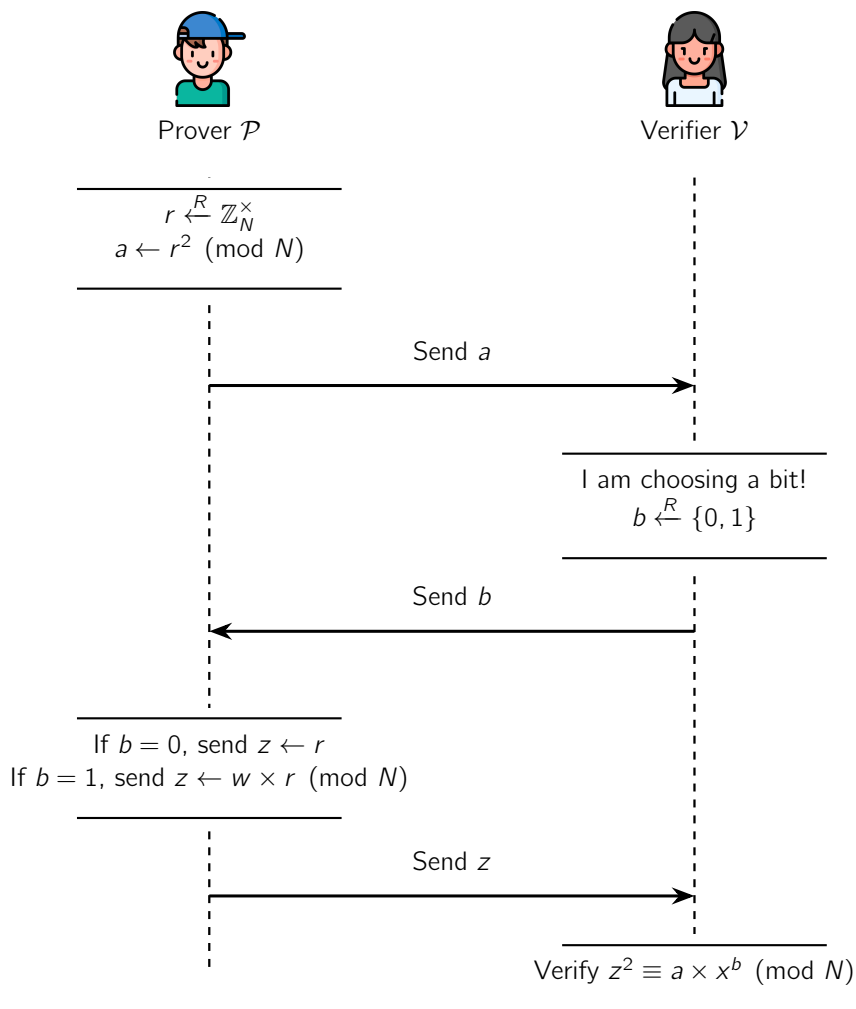 Prover 𝒫
Verifier 𝒱
r ←ᴿ ℤ_N^×
a ← r² (mod N)
Send a
I am choosing a bit!
b ←ᴿ {0, 1}
Send b
If b = 0, send z ← r
If b = 1, send z ← w × r (mod N)
Send z
Verify z² ≡ a × x^b (mod N)